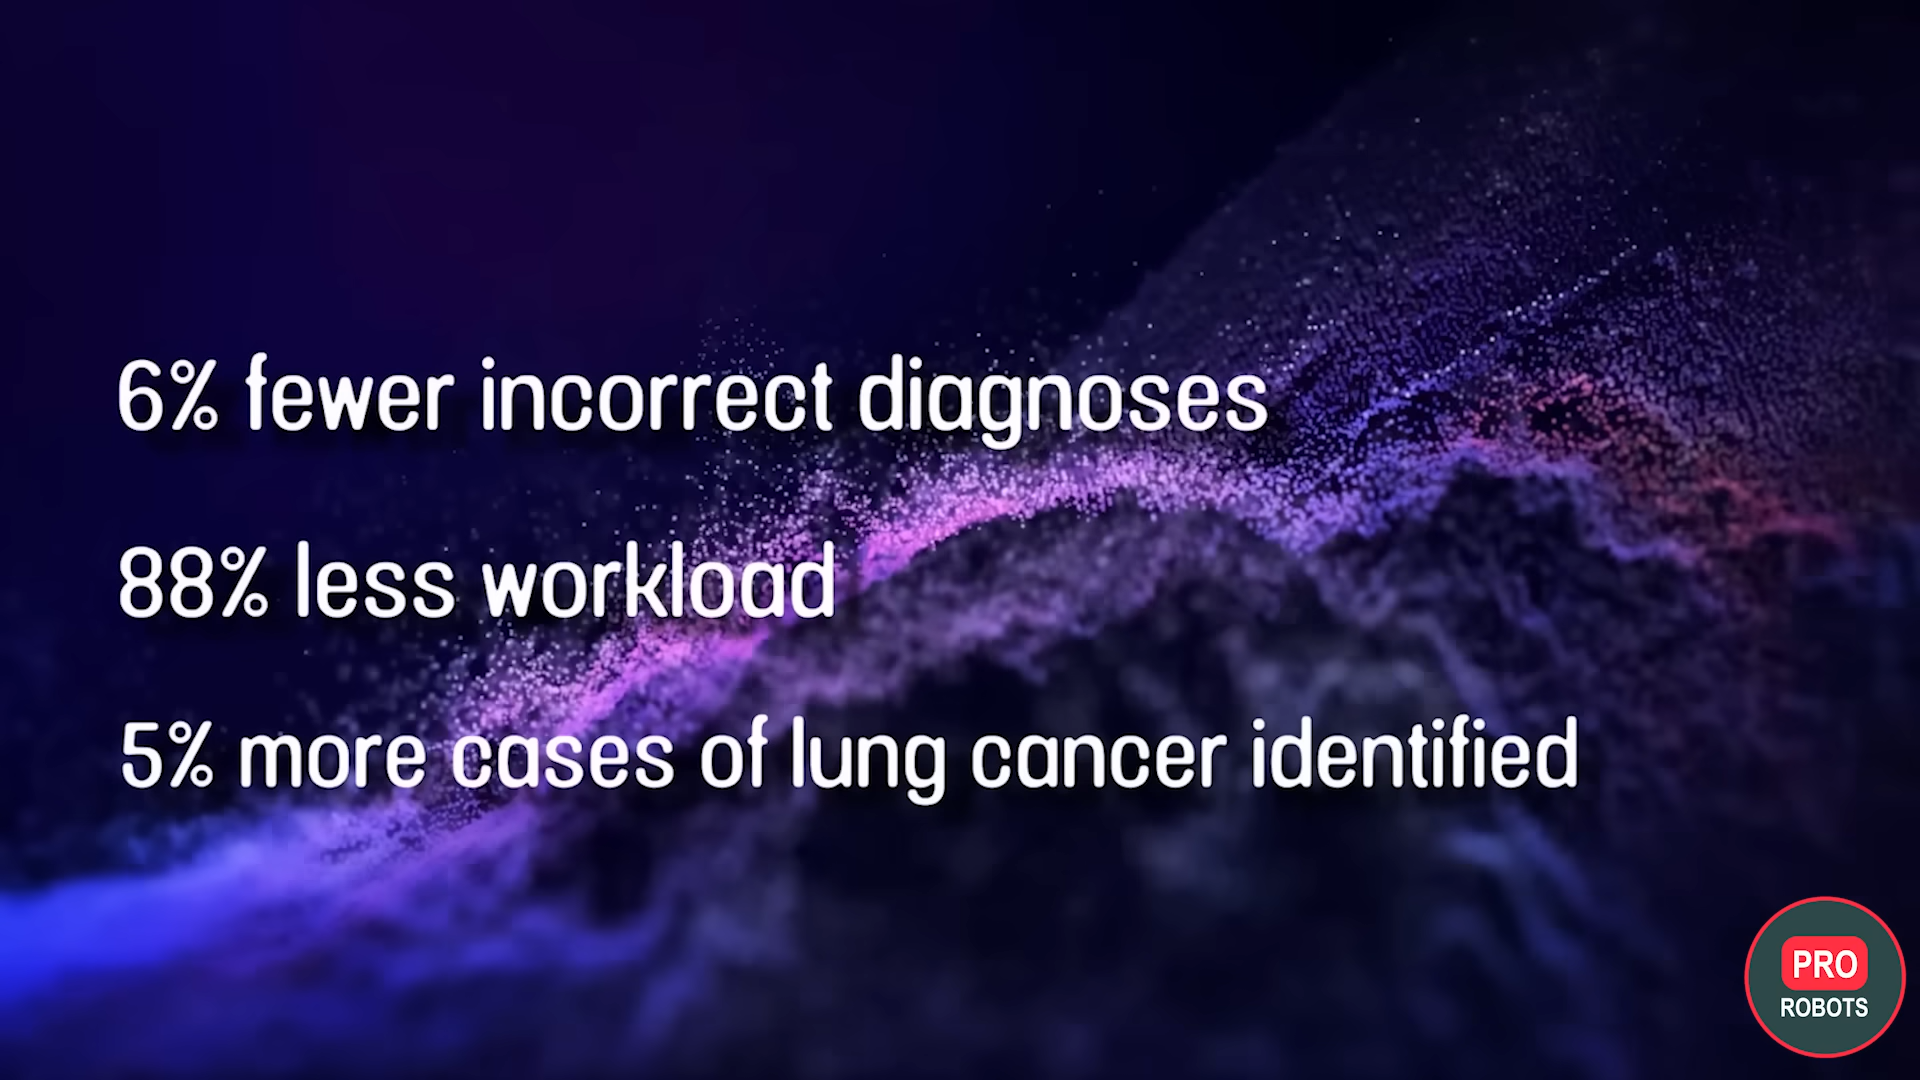 6% fewer incorrect diagnoses
88% less workload
5% more cases of lung cancer identified
PRO
ROBOTS